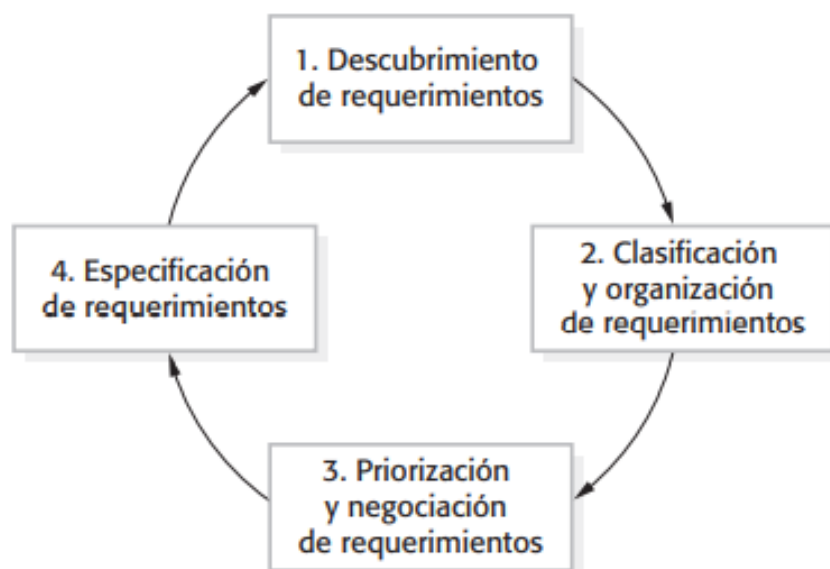 1. Descubrimiento
de requerimientos
2. Clasificación
y organización
de requerimientos
3. Priorización
y negociación
de requerimientos
4. Especificación
de requerimientos